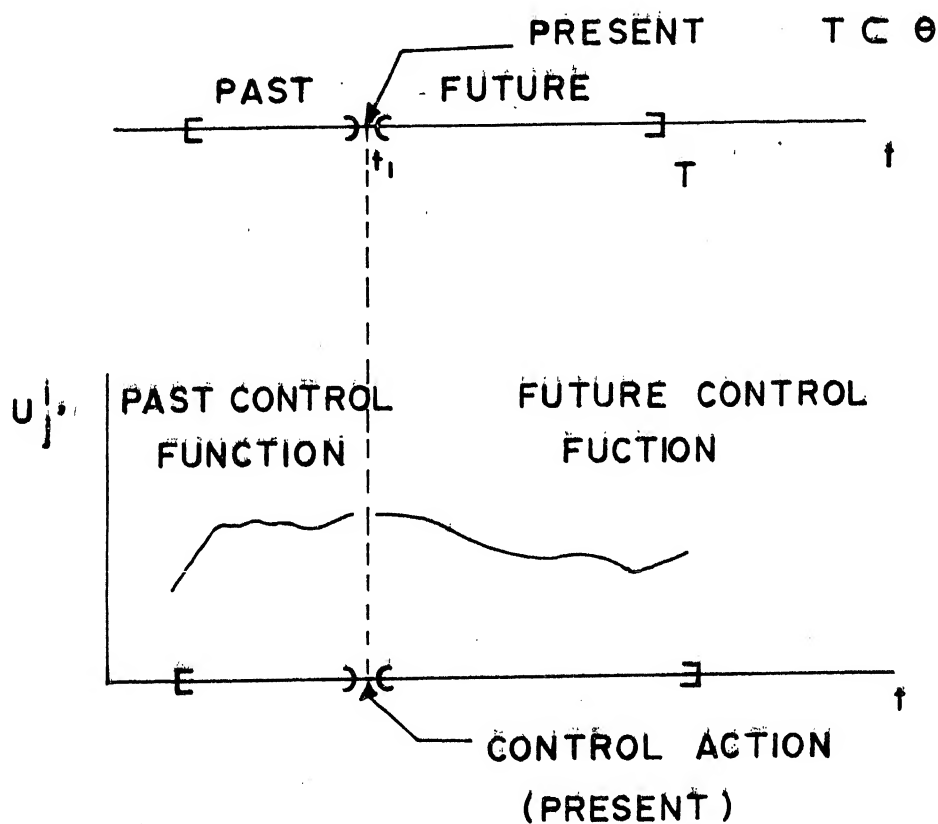 PRESENT T ⊂ θ
PAST FUTURE
t₁
T
t
U j
PAST CONTROL
FUNCTION
FUTURE CONTROL
FUCTION
t
CONTROL ACTION
(PRESENT)